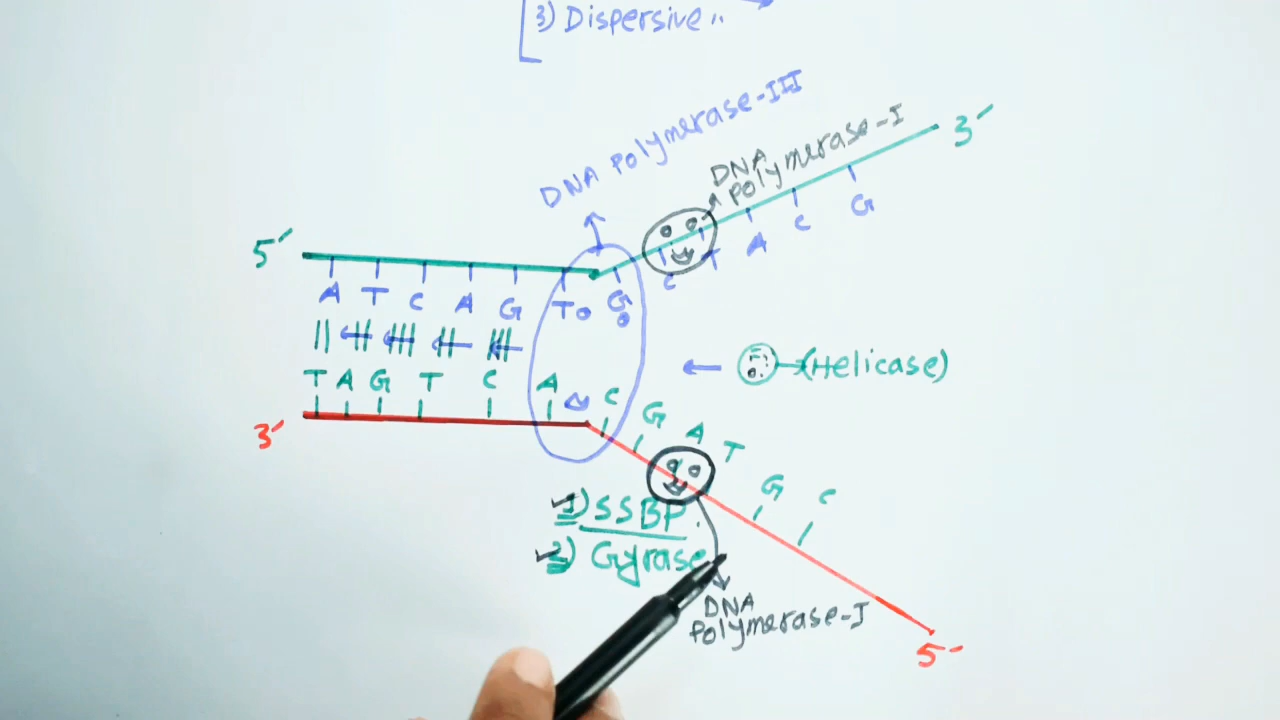 3) Dispersive"
DNA Polymerase-III
DNA
Polymerase-I
3′
5′
A T C A G T G C T A C G
(Helicase)
T A G T C A C G A T G C
3′
1) SSBP.
2) Gyrase
DNA
Polymerase-I
5′